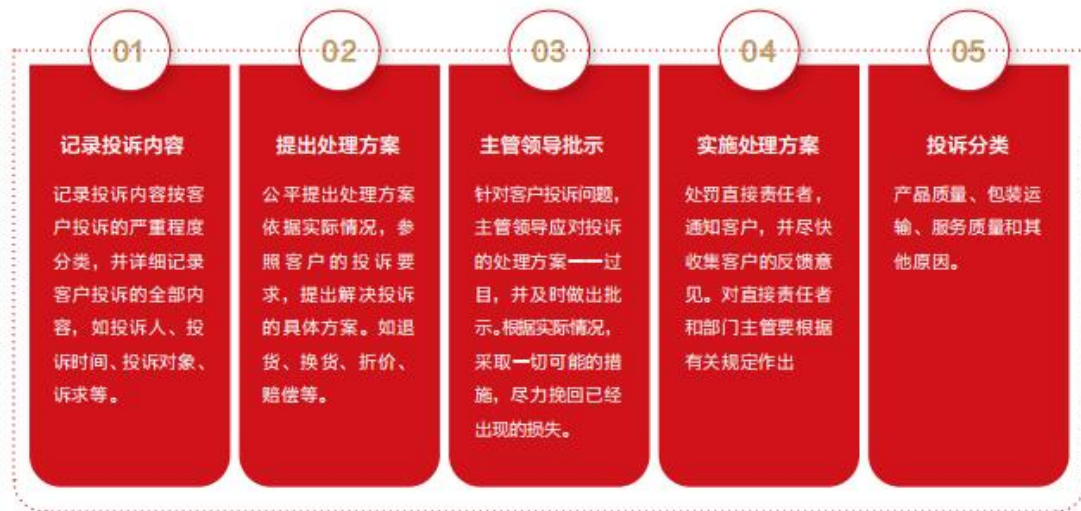 01
记录投诉内容
记录投诉内容按客
户投诉的严重程度
分类，并详细记录
客户投诉的全部内
容，如投诉人、投
诉时间、投诉对象、
诉求等。
02
提出处理方案
公平提出处理方案
依据实际情况，参
照客户的投诉要
求，提出解决投诉
的具体方案。如退
货、换货、折价、
赔偿等。
03
主管领导批示
针对客户投诉问题，
主管领导应对投诉
的处理方案一一过
目，并及时做出批
示。根据实际情况，
采取一切可能的措
施，尽力挽回已经
出现的损失。
04
实施处理方案
处罚直接责任者，
通知客户，并尽快
收集客户的反馈意
见。对直接责任者
和部门主管要根据
有关规定作出
05
投诉分类
产品质量、包装运
输、服务质量和其
他原因。